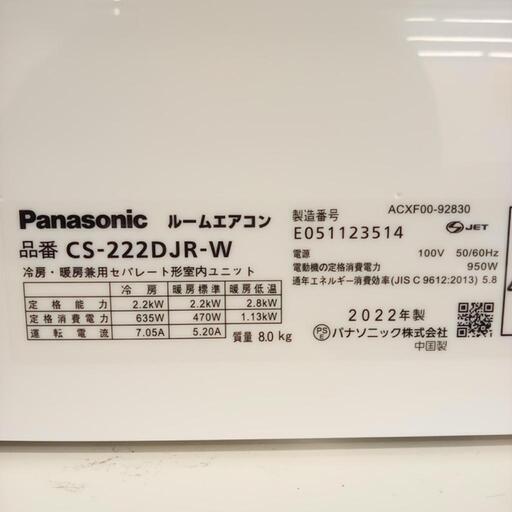 Panasonic ルームエアコン
品番 CS-222DJR-W
冷房・暖房兼用セパレート形室内ユニット
冷房 暖房標準 暖房低温
定格能力 2.2kW 2.2kW 2.8kW
定格消費電力 635W 470W 1.13kW
運転電流 7.05A 5.20A
質量 8.0kg
ACXF00-92830
製造番号
E051123514
JET
電源 100V 50/60Hz
電動機の定格消費電力 950W
通年エネルギー消費効率(JIS C 9612:2013) 5.8
2022年製
PS
E
パナソニック株式会社
中国製